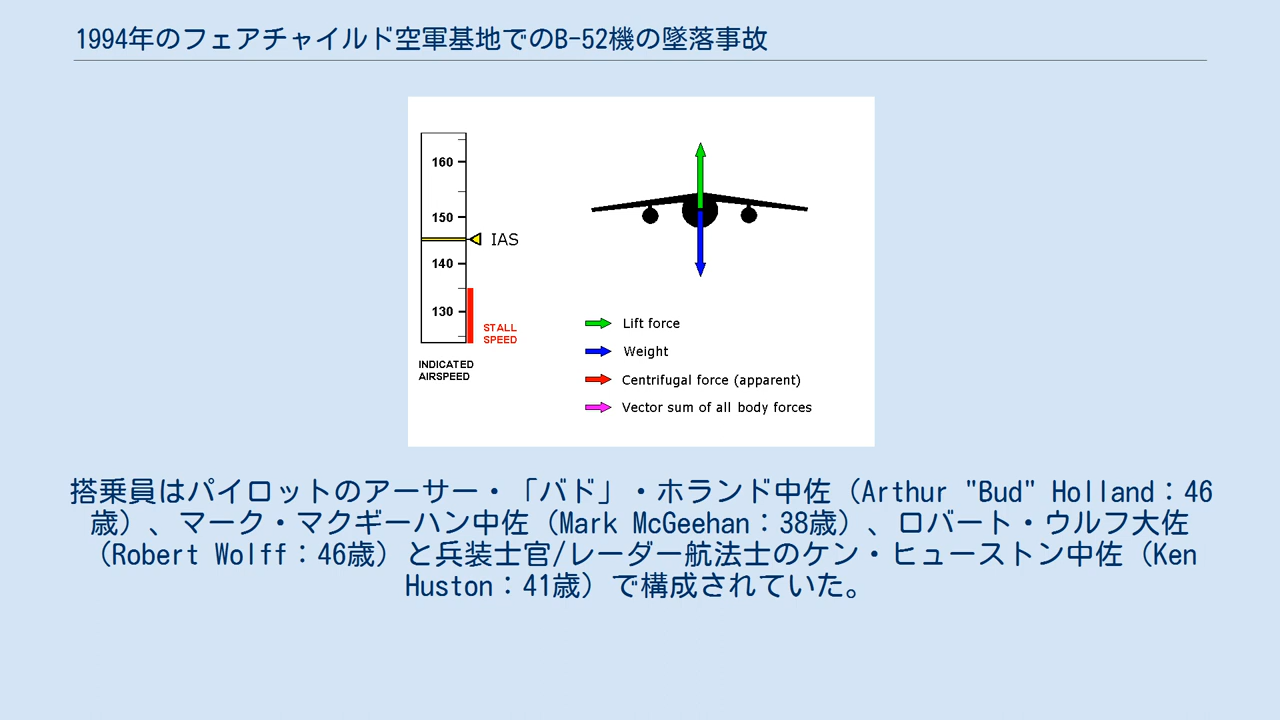 1994年のフェアチャイルド空軍基地でのB-52機の墜落事故
160
150
IAS
140
130
STALL
SPEED
INDICATED
AIRSPEED
Lift force
Weight
Centrifugal force (apparent)
Vector sum of all body forces
搭乗員はパイロットのアーサー・「バド」・ホランド中佐（Arthur "Bud" Holland：46
歳）、マーク・マクギーハン中佐（Mark McGeehan：38歳）、ロバート・ウルフ大佐
（Robert Wolff：46歳）と兵装士官/レーダー航法士のケン・ヒューストン中佐（Ken
Huston：41歳）で構成されていた。